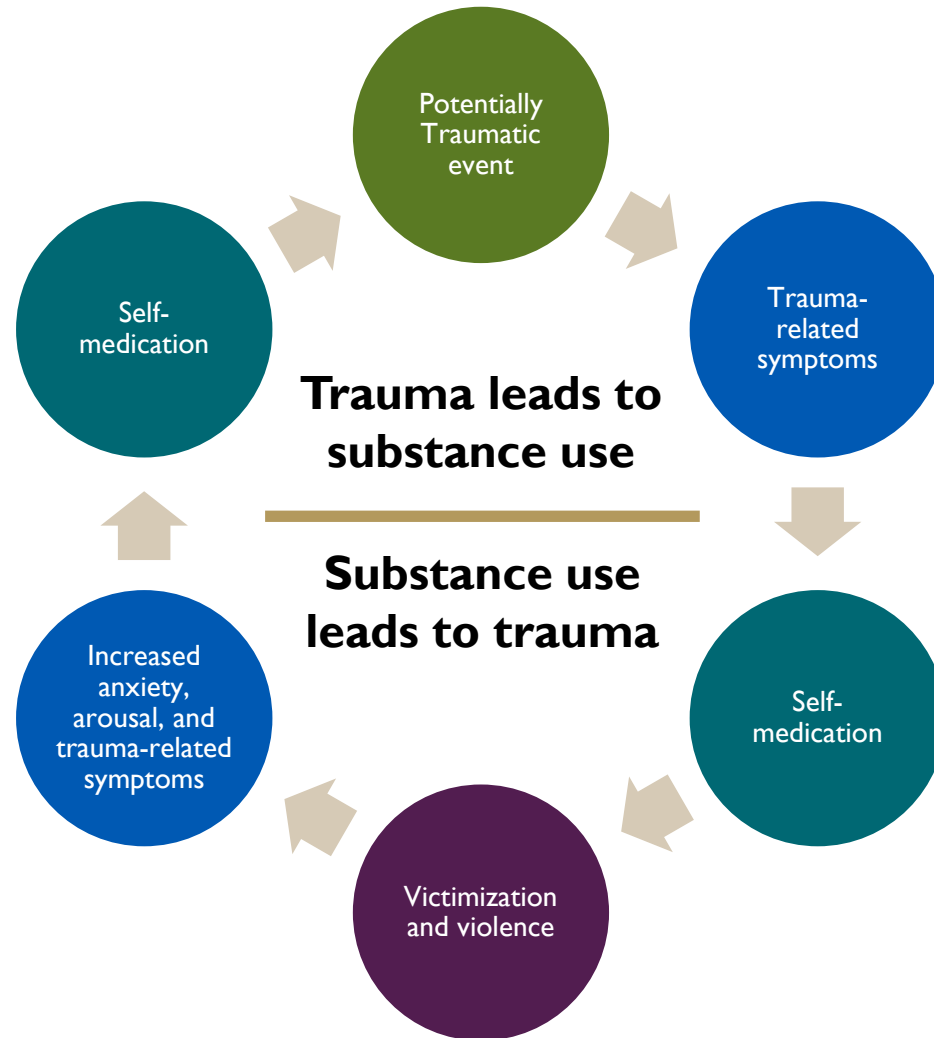 Potentially
Traumatic
event
Trauma-
related
symptoms
Self-
medication
Victimization
and violence
Increased
anxiety,
arousal, and
trauma-related
symptoms
Self-
medication
Trauma leads to
substance use
Substance use
leads to trauma